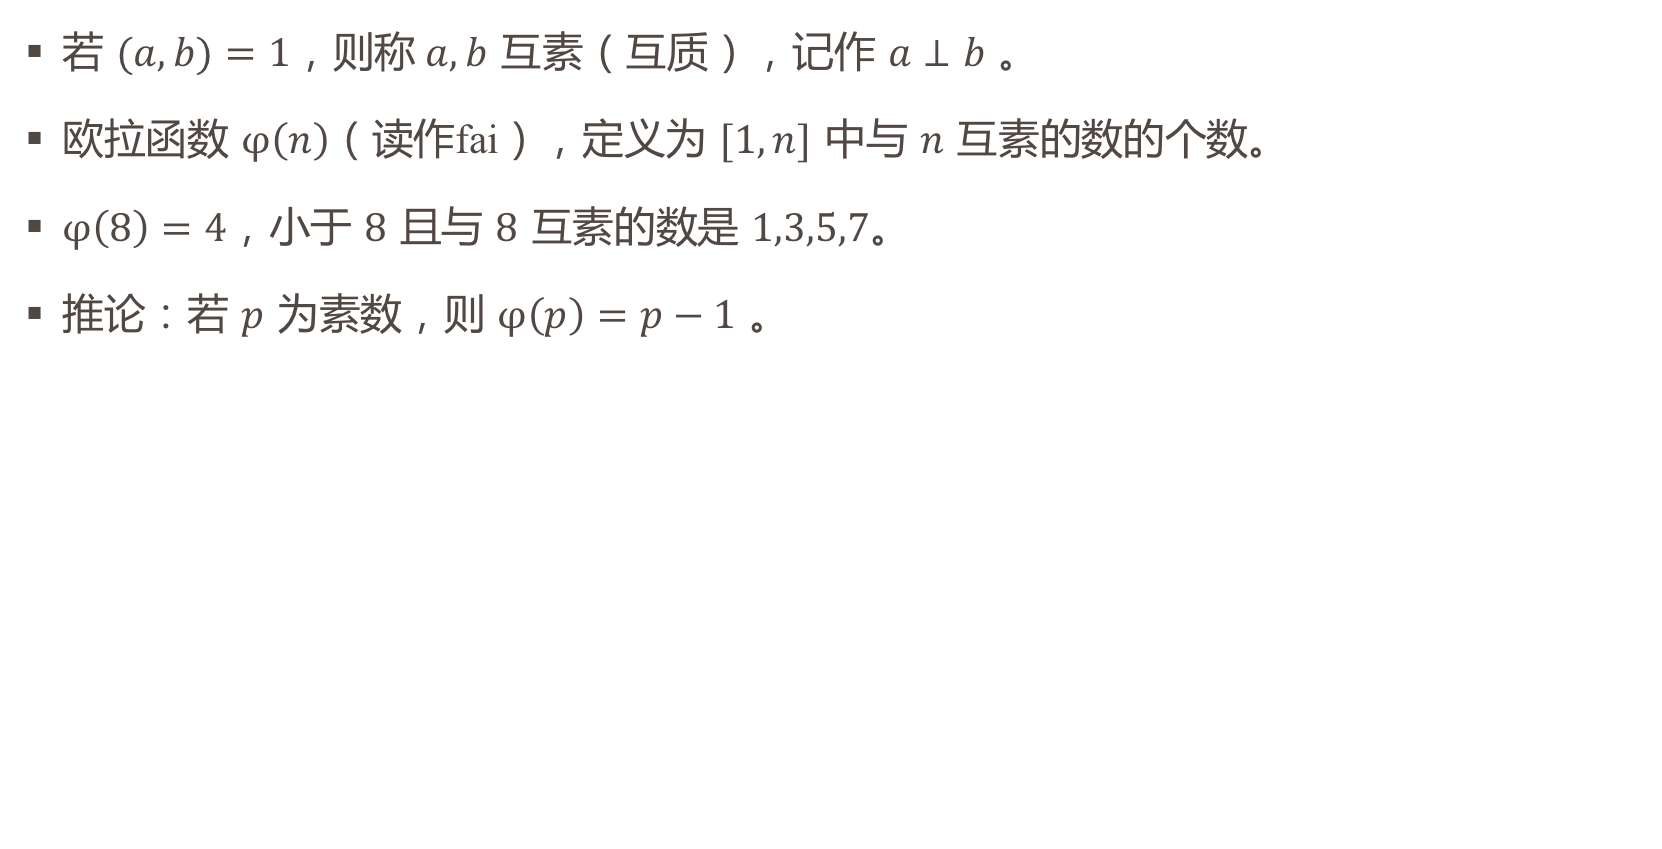 ▪ 若 (a, b) = 1，则称 a, b 互素（互质），记作 a ⊥ b 。
▪ 欧拉函数 φ(n)（读作fai），定义为 [1, n] 中与 n 互素的数的个数。
▪ φ(8) = 4，小于 8 且与 8 互素的数是 1,3,5,7。
▪ 推论：若 p 为素数，则 φ(p) = p − 1 。